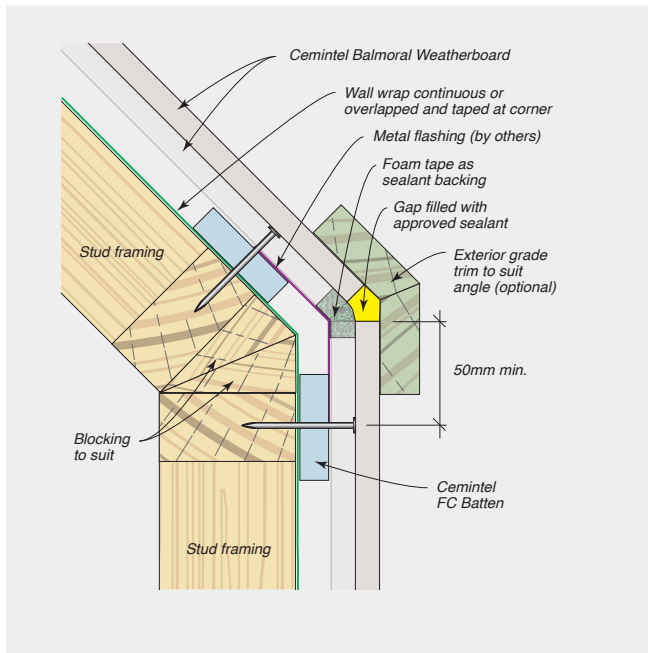 Cemintel Balmoral Weatherboard
Wall wrap continuous or
overlapped and taped at corner
Metal flashing (by others)
Foam tape as
sealant backing
Gap filled with
approved sealant
Stud framing
Exterior grade
trim to suit
angle (optional)
50mm min.
Blocking
to suit
Cemintel
FC Batten
Stud framing